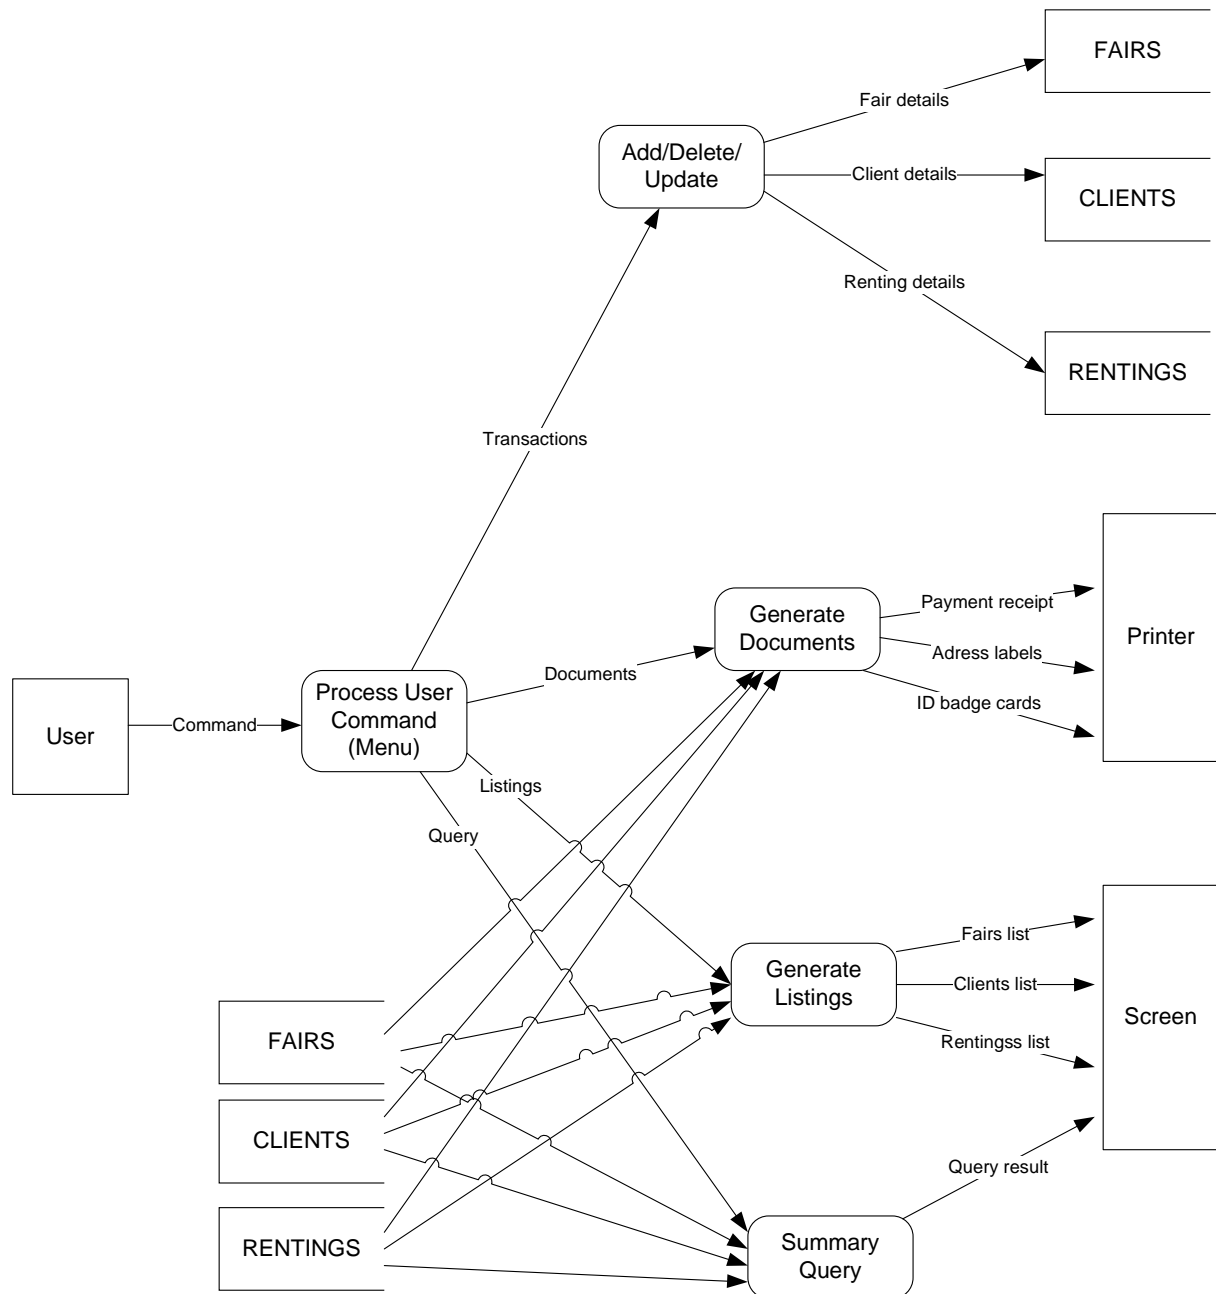 FAIRS
Fair details
Add/Delete/
Update
Client details
CLIENTS
Renting details
RENTINGS
Transactions
Payment receipt
Generate
Documents
Printer
Adress labels
Documents
ID badge cards
Process User
Command
(Menu)
User
Command
Listings
Query
Fairs list
Generate
Listings
Clients list
Screen
Rentingss list
FAIRS
CLIENTS
Query result
RENTINGS
Summary
Query